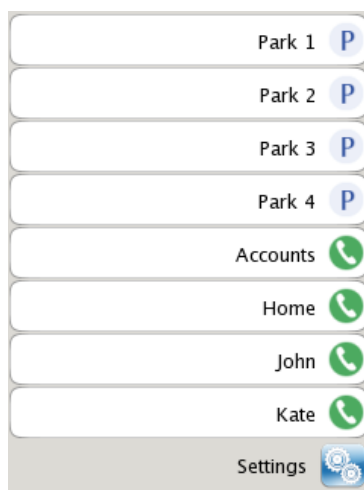 Park 1 P
Park 2 P
Park 3 P
Park 4 P
Accounts
Home
John
Kate
Settings